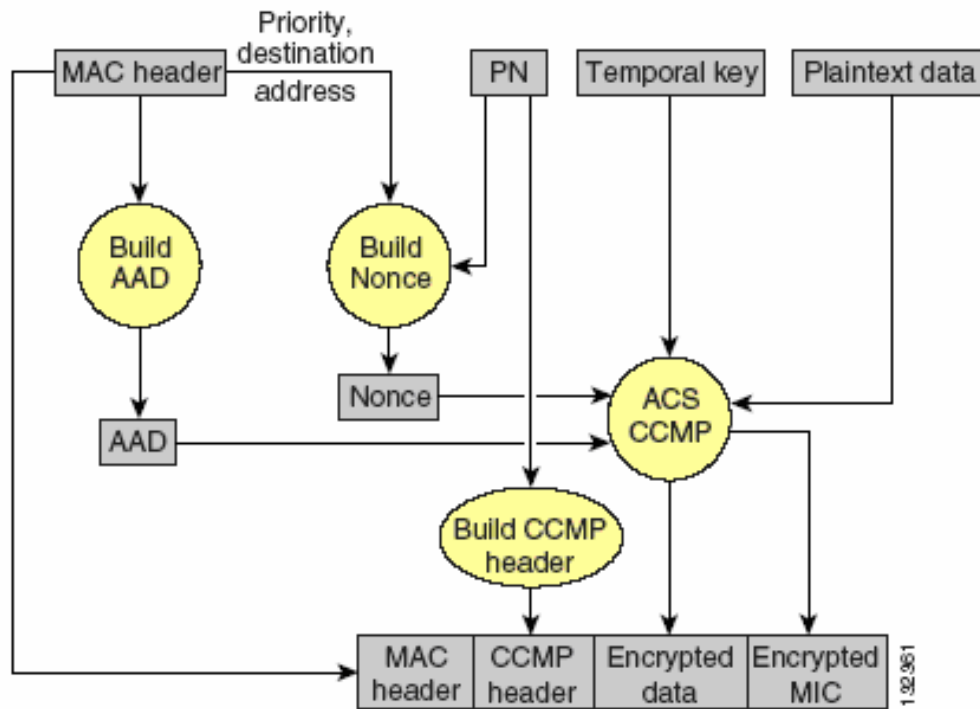 Priority,
destination
address
MAC header
PN
Temporal key
Plaintext data
Build
AAD
Build
Nonce
Nonce
ACS
CCMP
AAD
Build CCMP
header
MAC
header
CCMP
header
Encrypted
data
Encrypted
MIC
132361